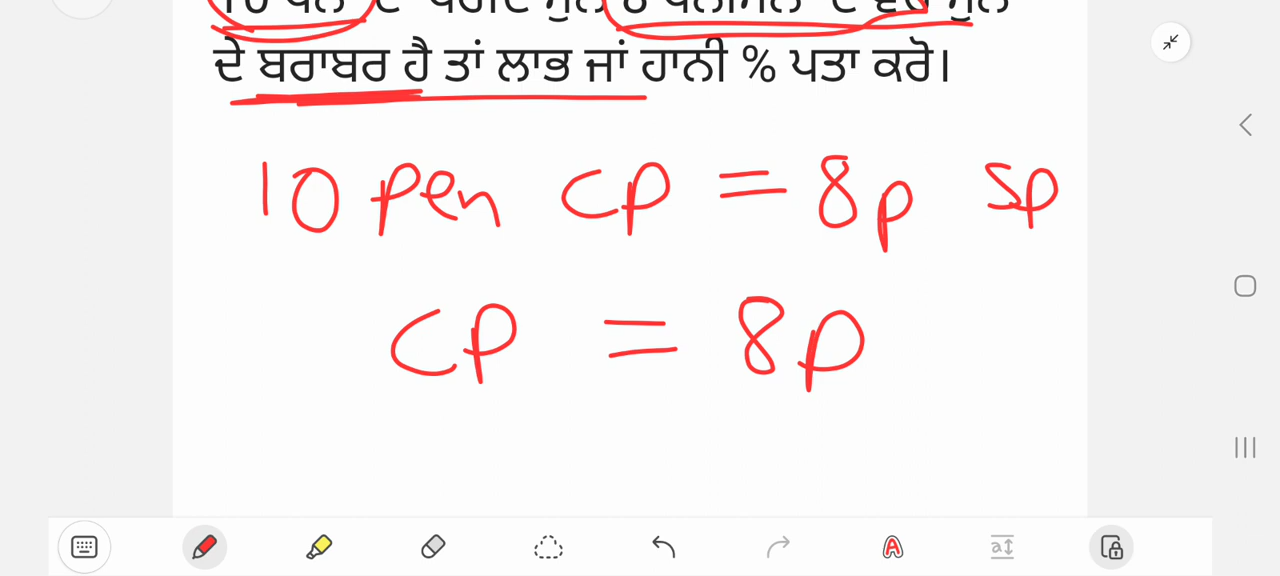 ਦੇ ਬਰਾਬਰ ਹੈ ਤਾਂ ਲਾਭ ਜਾਂ ਹਾਨੀ % ਪਤਾ ਕਰੋ।
10 pen CP = 8p SP
CP = 8p